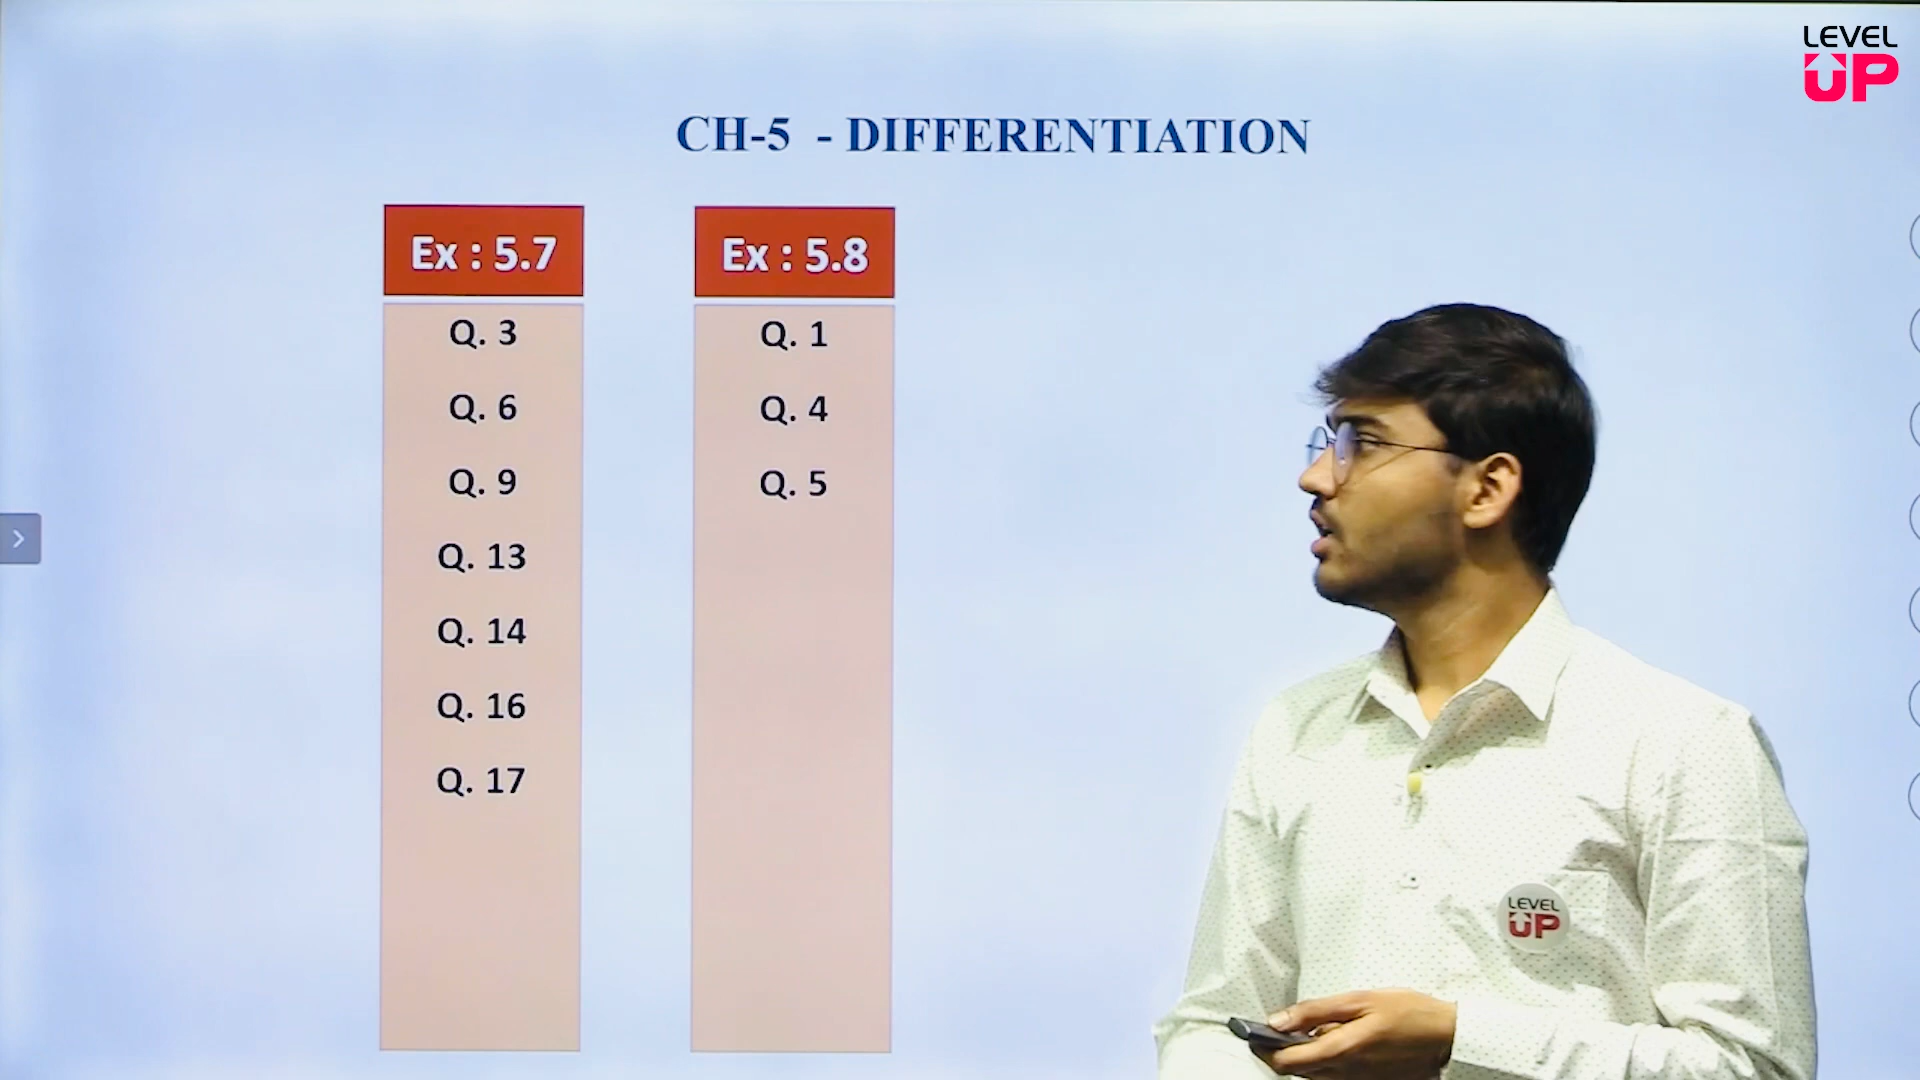 LEVEL
UP
CH-5 - DIFFERENTIATION
Ex : 5.7
Q. 3
Q. 6
Q. 9
Q. 13
Q. 14
Q. 16
Q. 17
Ex : 5.8
Q. 1
Q. 4
Q. 5
LEVEL
UP